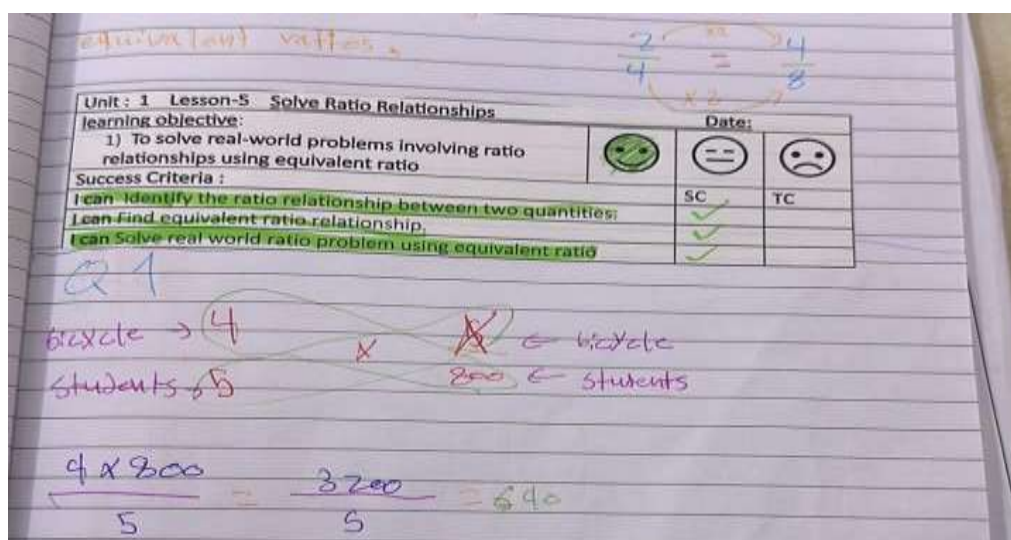 equivalent ratios.
2/4 = 4/8
×2
Unit : 1 Lesson-5 Solve Ratio Relationships
learning objective:
Date:
1) To solve real-world problems involving ratio
relationships using equivalent ratio
Success Criteria :
SC TC
I can Identify the ratio relationship between two quantities:
I can Find equivalent ratio relationship,
I can Solve real world ratio problem using equivalent ratio
Q1
bicycle → 4 ← bicycle
students → 5 800 ← students
4 × 800 / 5 = 3200 / 5 = 640